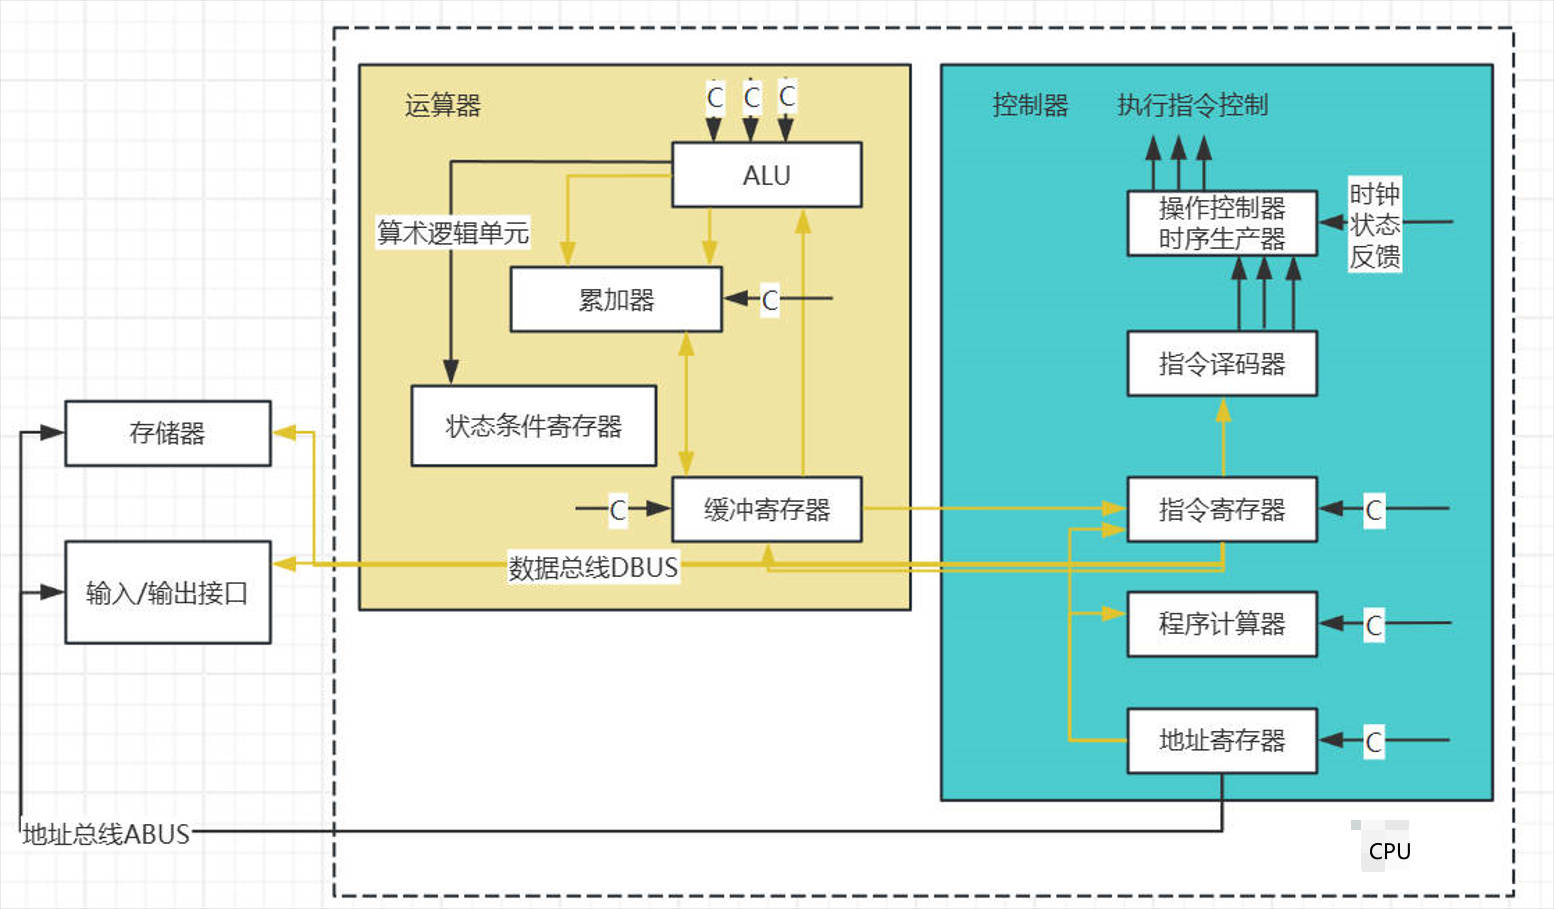 运算器
C
C
C
控制器
执行指令控制
ALU
算术逻辑单元
操作控制器
时序生产器
时钟
状态
反馈
累加器
C
指令译码器
存储器
状态条件寄存器
C
缓冲寄存器
指令寄存器
C
数据总线DBUS
输入/输出接口
程序计算器
C
地址寄存器
C
地址总线ABUS
CPU